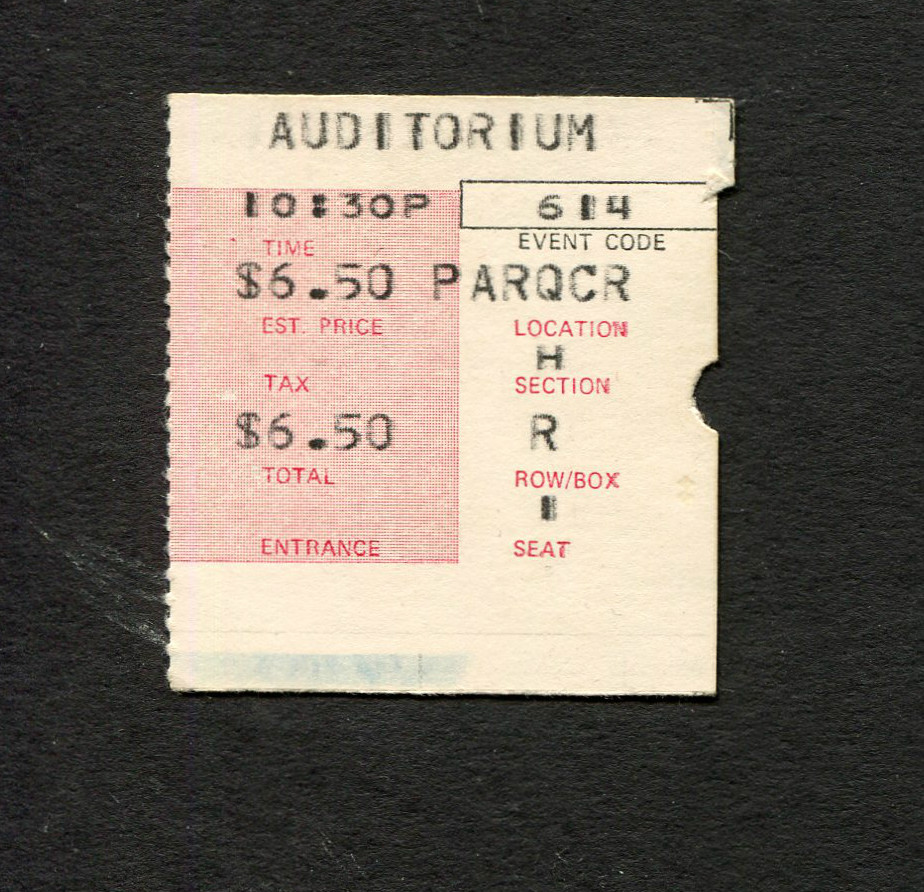 AUDITORIUM
10:30P 614
TIME EVENT CODE
$6.50 PARQCR
EST. PRICE LOCATION
H
TAX SECTION
$6.50 R
TOTAL ROW/BOX
1
ENTRANCE SEAT